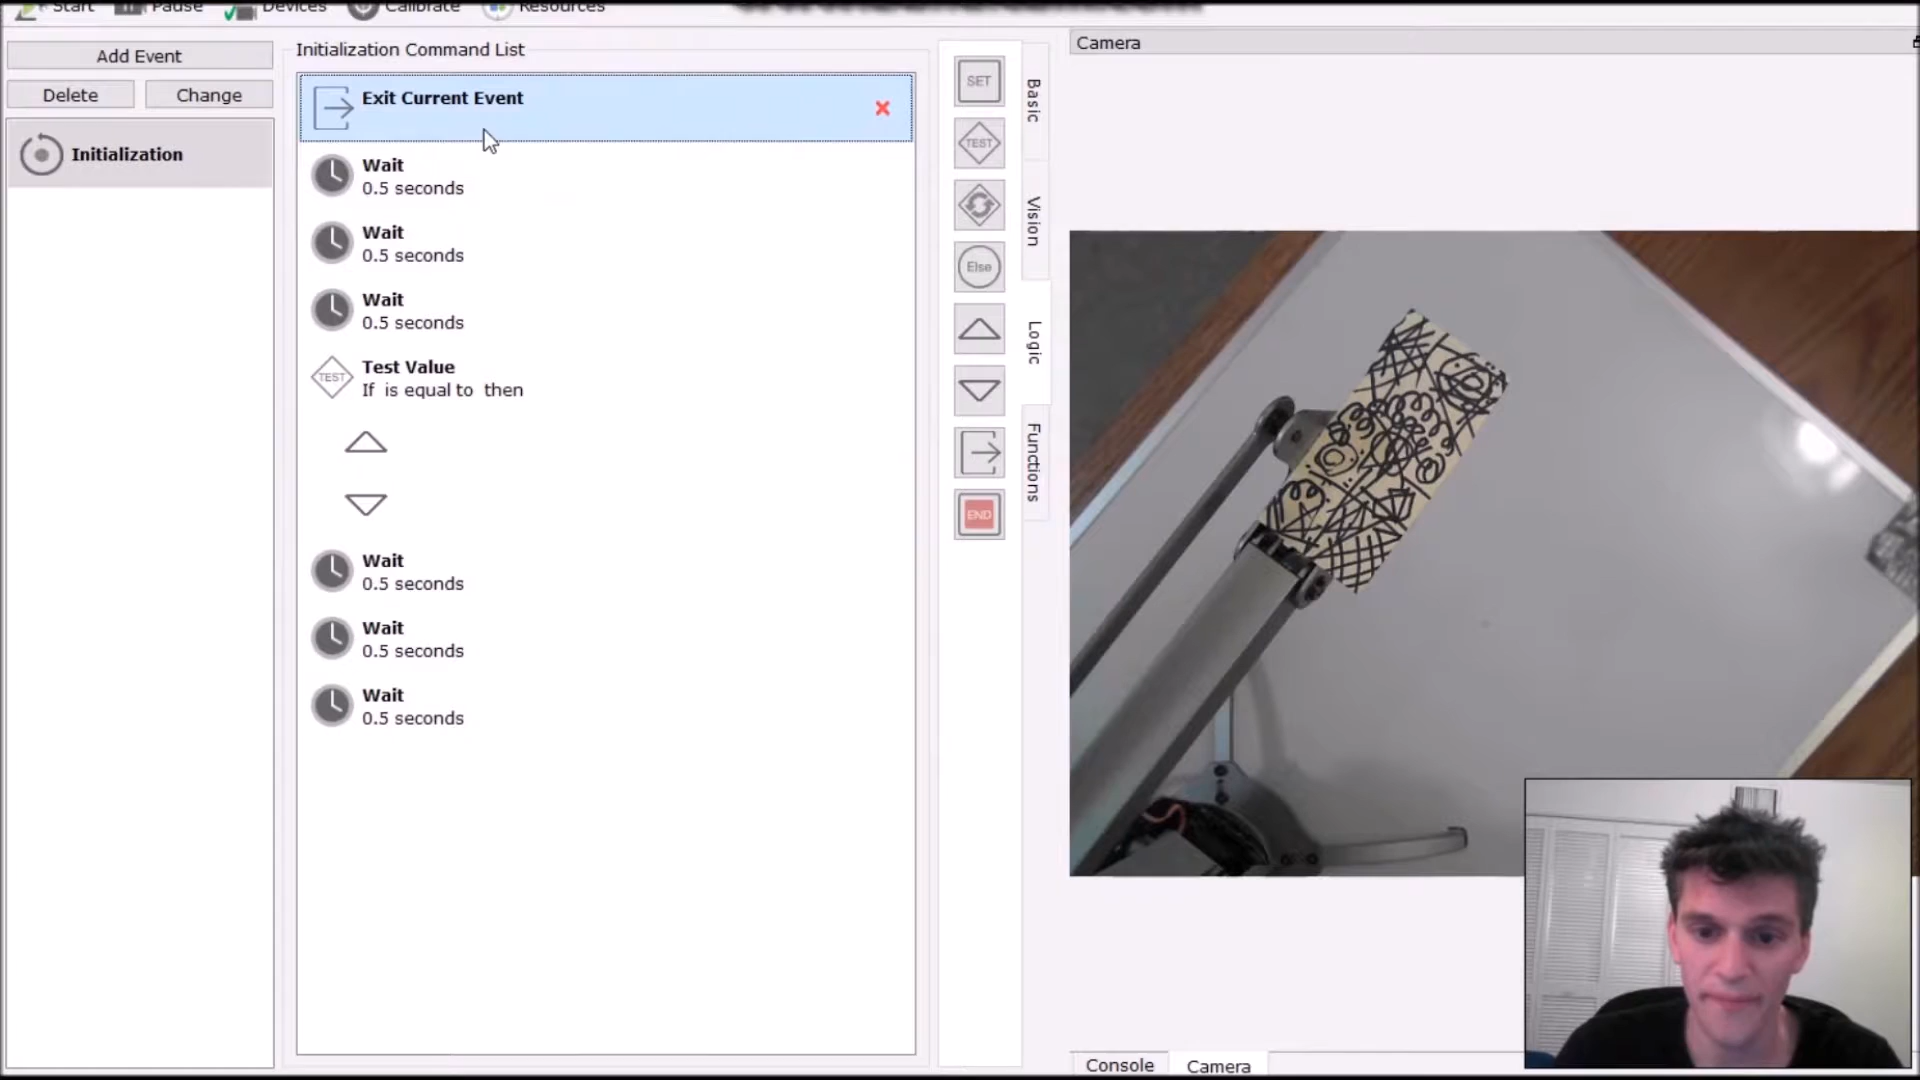 Start Pause Devices Calibrate Resources
Add Event
Delete Change
Initialization
Initialization Command List
Exit Current Event
Wait
0.5 seconds
Wait
0.5 seconds
Wait
0.5 seconds
TEST
Test Value
If is equal to then
Wait
0.5 seconds
Wait
0.5 seconds
Wait
0.5 seconds
SET
TEST
Else
END
Basic
Vision
Logic
Functions
Camera
Console Camera